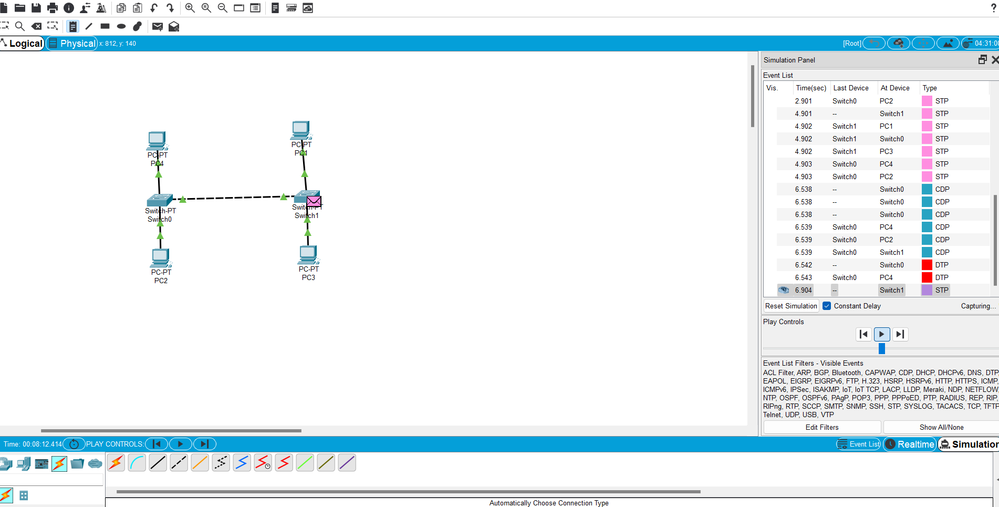 ?
Logical
Physical
x: 812, y: 140
[Root]
04:31:00
Simulation Panel
Event List
Vis. Time(sec) Last Device At Device Type
2.901 Switch0 PC2 STP
4.901 -- Switch1 STP
4.902 Switch1 PC1 STP
4.902 Switch1 Switch0 STP
4.902 Switch1 PC3 STP
4.903 Switch0 PC4 STP
4.903 Switch0 PC2 STP
6.538 -- Switch0 CDP
6.538 -- Switch0 CDP
6.538 -- Switch0 CDP
6.539 Switch0 PC4 CDP
6.539 Switch0 PC2 CDP
6.539 Switch0 Switch1 CDP
6.542 -- Switch0 DTP
6.543 Switch0 PC4 DTP
6.904 -- Switch1 STP
Reset Simulation Constant Delay Capturing...
Play Controls
Event List Filters - Visible Events
ACL Filter, ARP, BGP, Bluetooth, CAPWAP, CDP, DHCP, DHCPv6, DNS, DTP,
EAPOL, EIGRP, EIGRPv6, FTP, H.323, HSRP, HSRPv6, HTTP, HTTPS, ICMP,
ICMPv6, IPSec, ISAKMP, IoT, IoT TCP, LACP, LLDP, Meraki, NDP, NETFLOW,
NTP, OSPF, OSPFv6, PAgP, POP3, PPP, PPPoED, PTP, RADIUS, REP, RIP,
RIPng, RTP, SCCP, SMTP, SNMP, SSH, STP, SYSLOG, TACACS, TCP, TFTP
Telnet, UDP, USB, VTP
Edit Filters Show All/None
PC-PT
PC4
PC-PT
PC1
Switch-PT
Switch0
Switch-PT
Switch1
PC-PT
PC2
PC-PT
PC3
Time: 00:08:12.414
PLAY CONTROLS:
Event List
Realtime
Simulation
Automatically Choose Connection Type